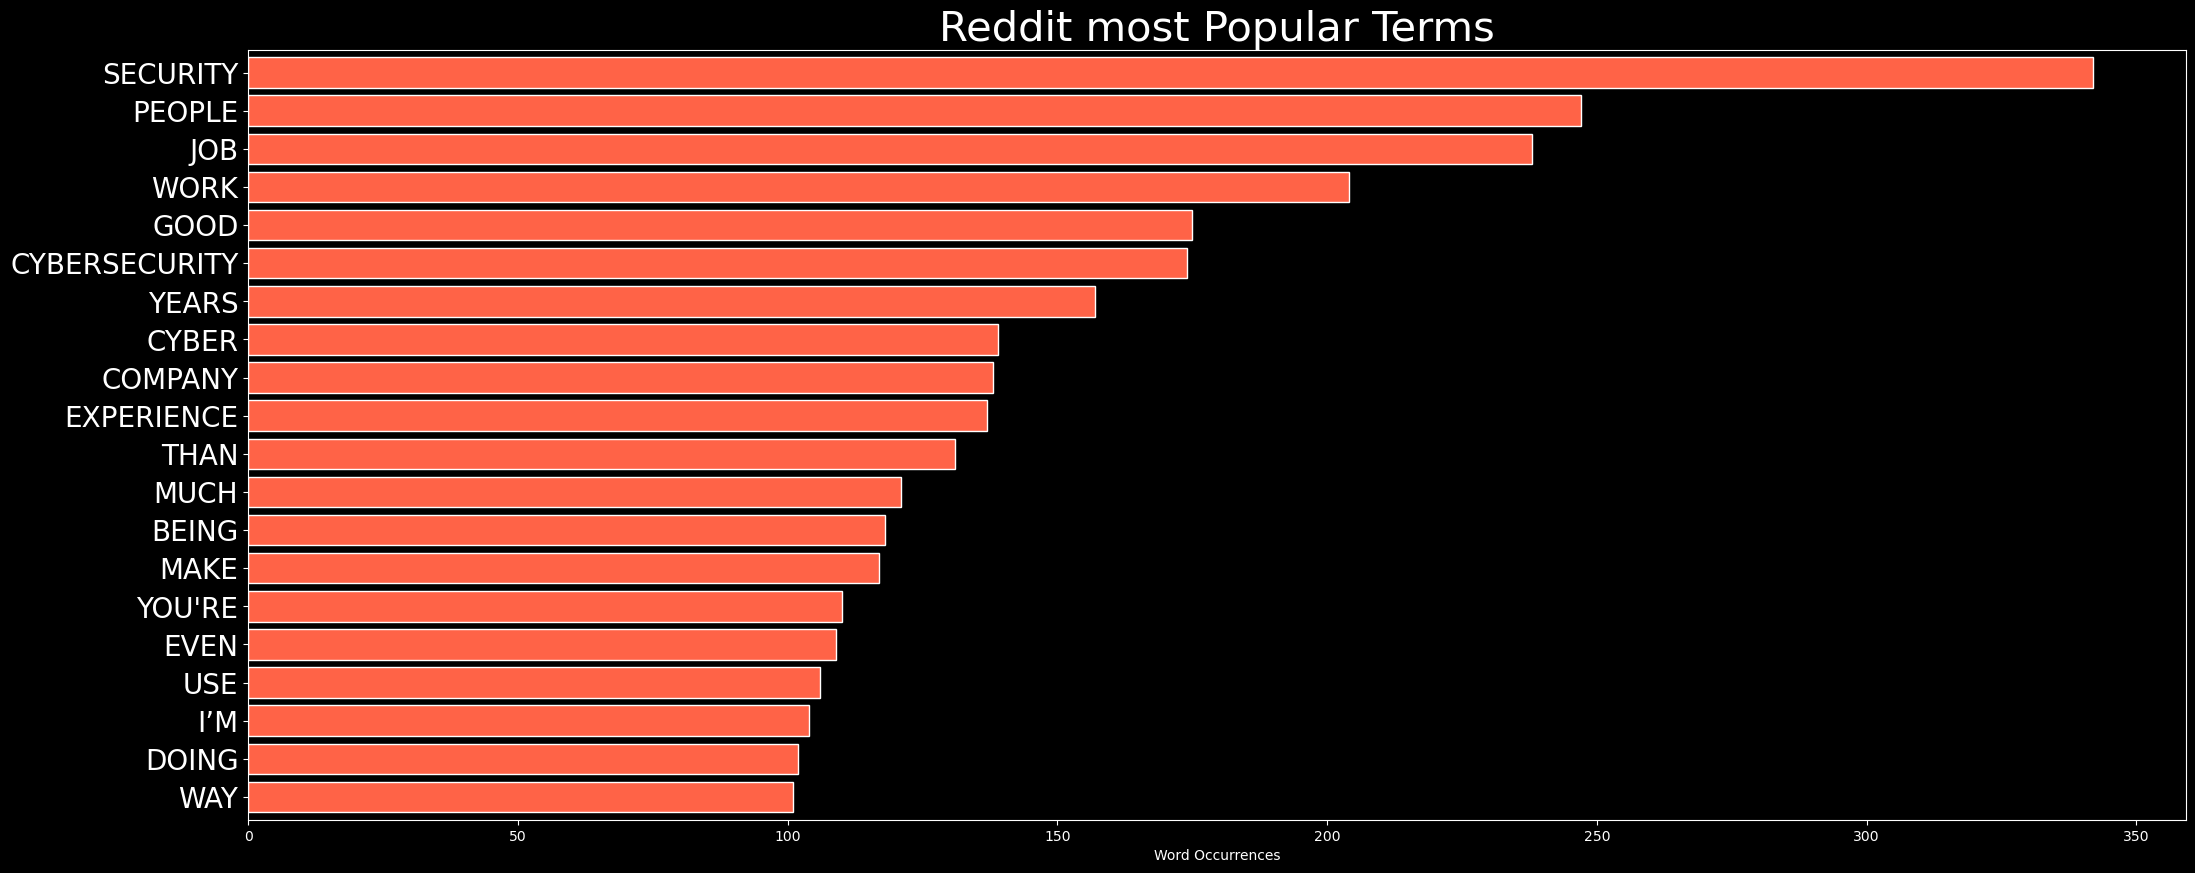 Reddit most Popular Terms
SECURITY
PEOPLE
JOB
WORK
GOOD
CYBERSECURITY
YEARS
CYBER
COMPANY
EXPERIENCE
THAN
MUCH
BEING
MAKE
YOU'RE
EVEN
USE
I’M
DOING
WAY
0 50 100 150 200 250 300 350
Word Occurrences